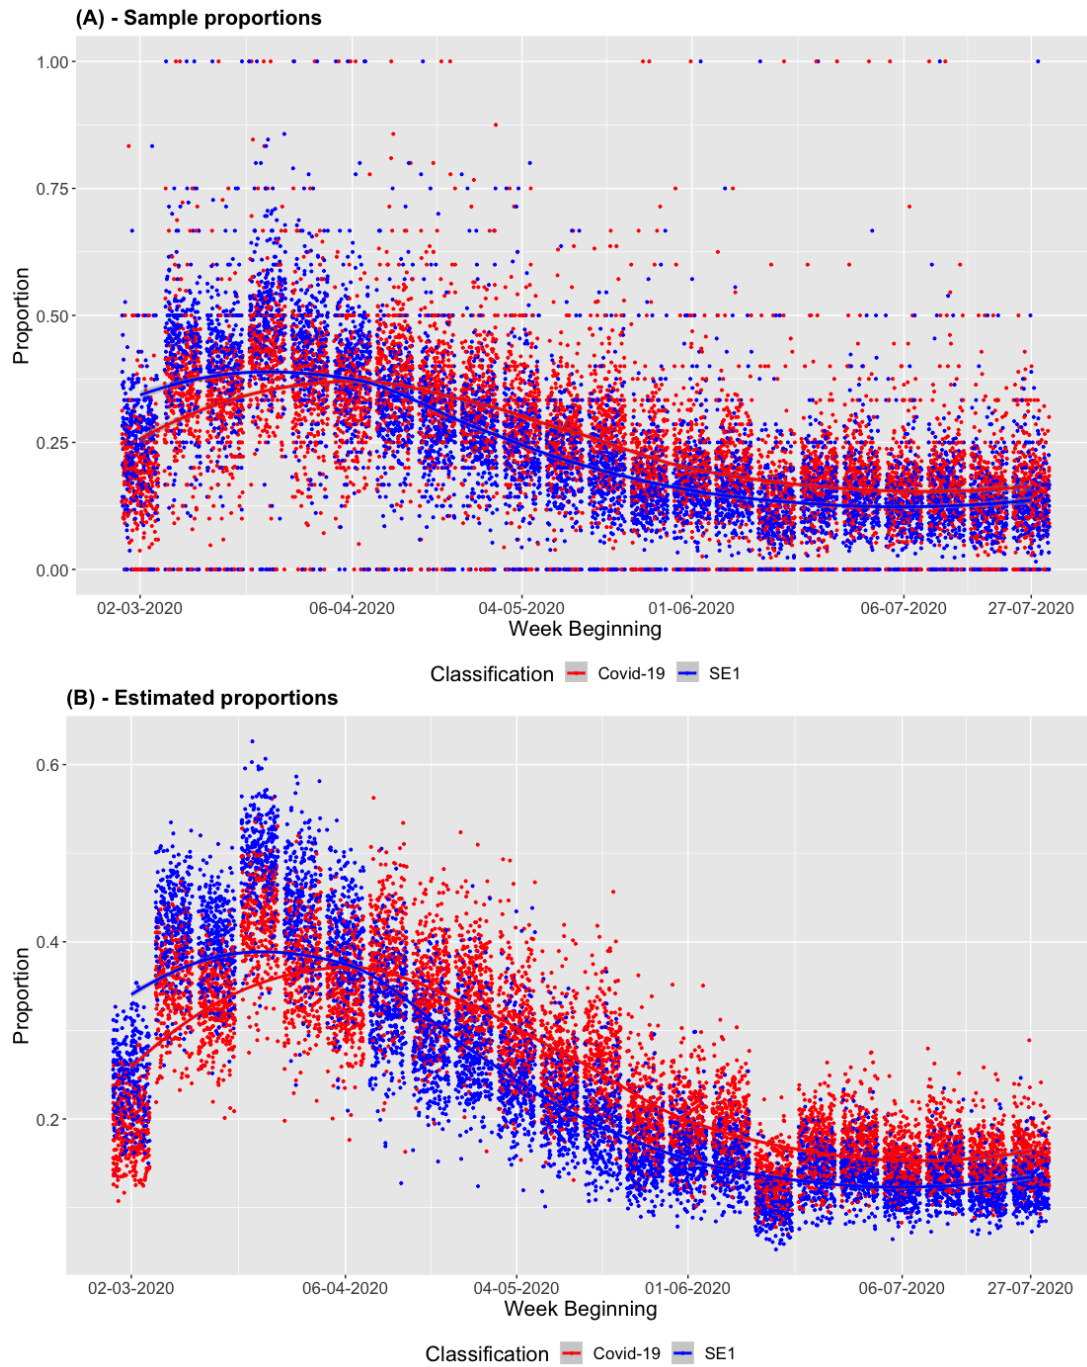 (A) - Sample proportions
1.00
0.75
0.50
0.25
0.00
Proportion
02-03-2020 06-04-2020 04-05-2020 01-06-2020 06-07-2020 27-07-2020
Week Beginning
Classification Covid-19 SE1
(B) - Estimated proportions
0.6
0.4
0.2
Proportion
02-03-2020 06-04-2020 04-05-2020 01-06-2020 06-07-2020 27-07-2020
Week Beginning
Classification Covid-19 SE1